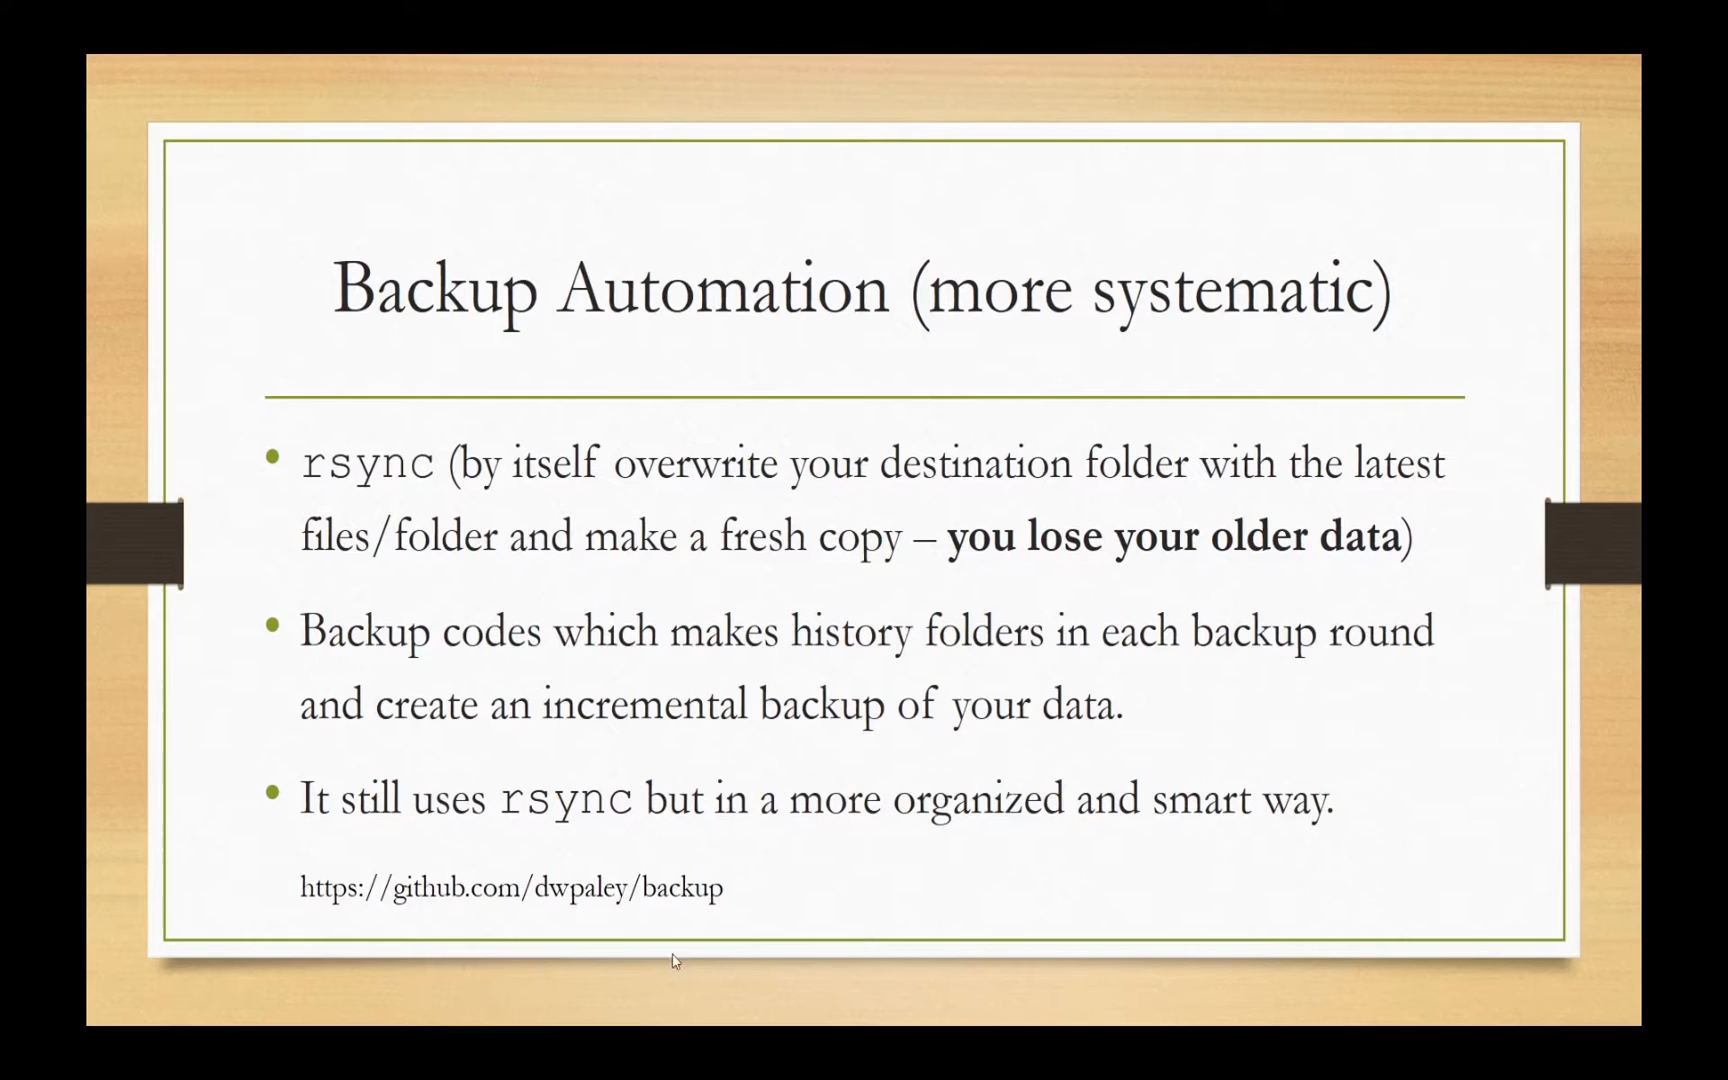 Backup Automation (more systematic)
• rsync (by itself overwrite your destination folder with the latest
files/folder and make a fresh copy – you lose your older data)
• Backup codes which makes history folders in each backup round
and create an incremental backup of your data.
• It still uses rsync but in a more organized and smart way.
https://github.com/dwpaley/backup